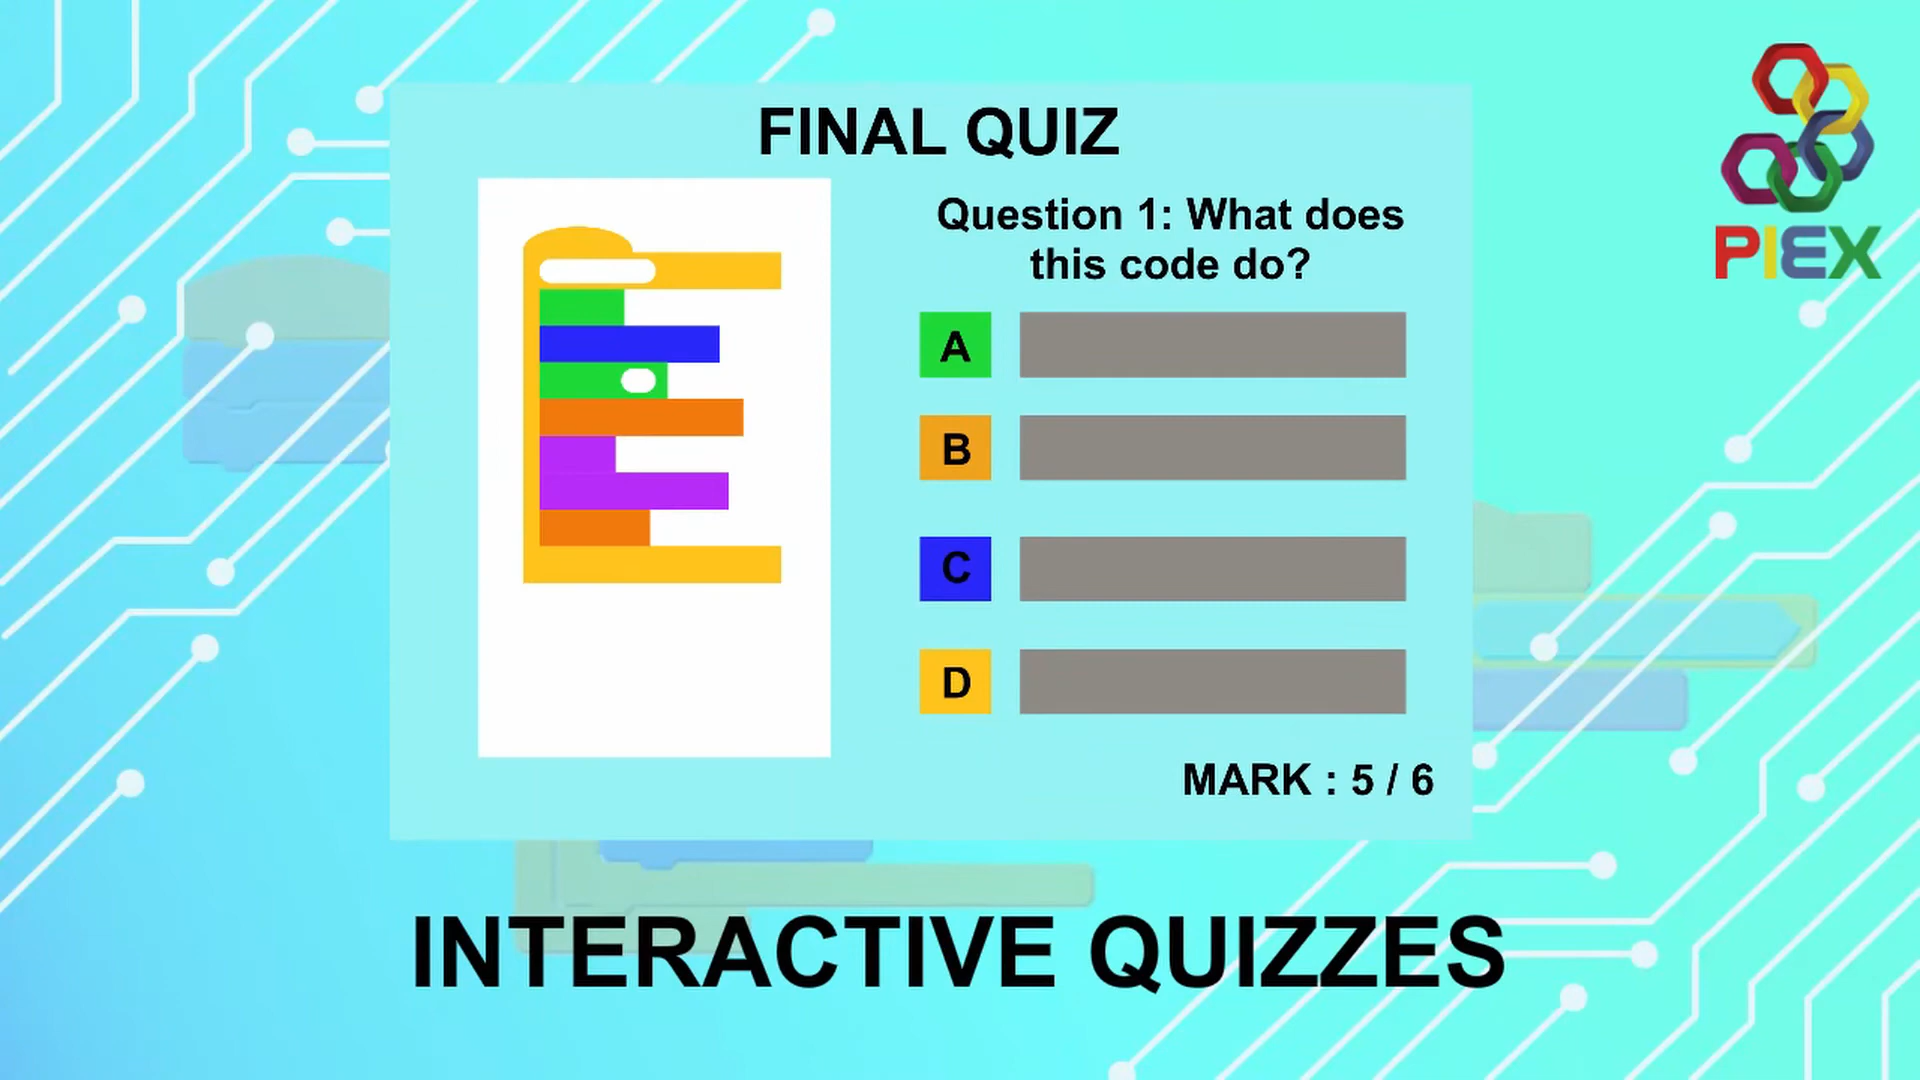 FINAL QUIZ
Question 1: What does
this code do?
A
B
C
D
MARK : 5 / 6
PIEX
INTERACTIVE QUIZZES